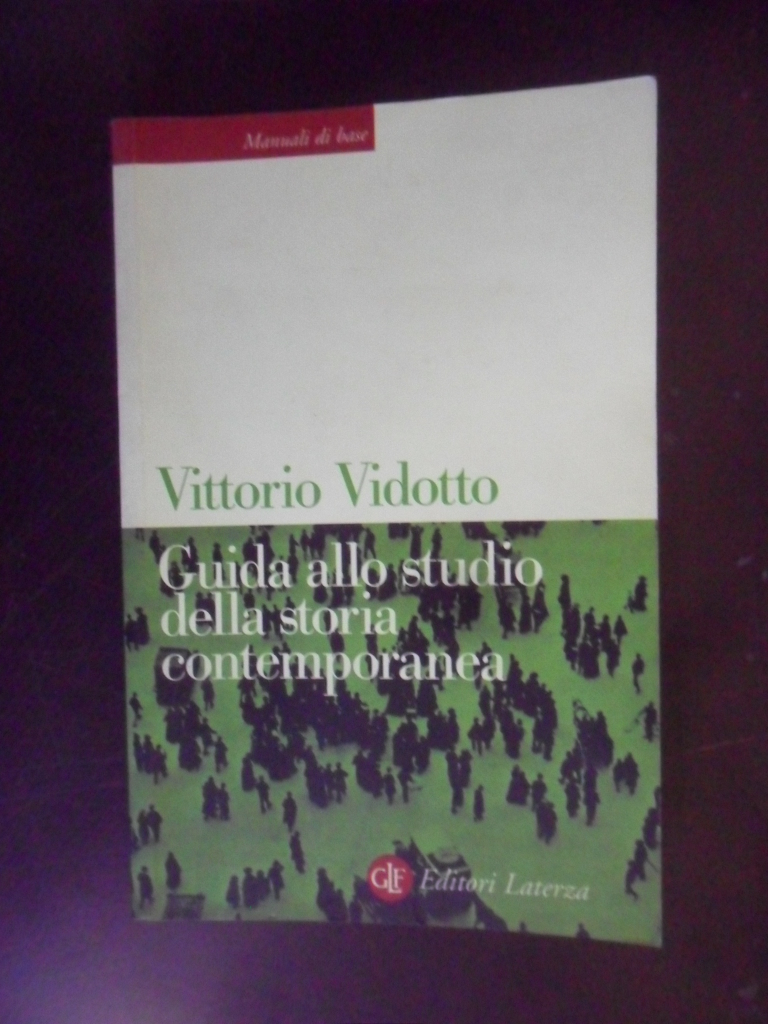 Manuali di base
Vittorio Vidotto
Guida allo studio
della storia
contemporanea
GLF Editori Laterza